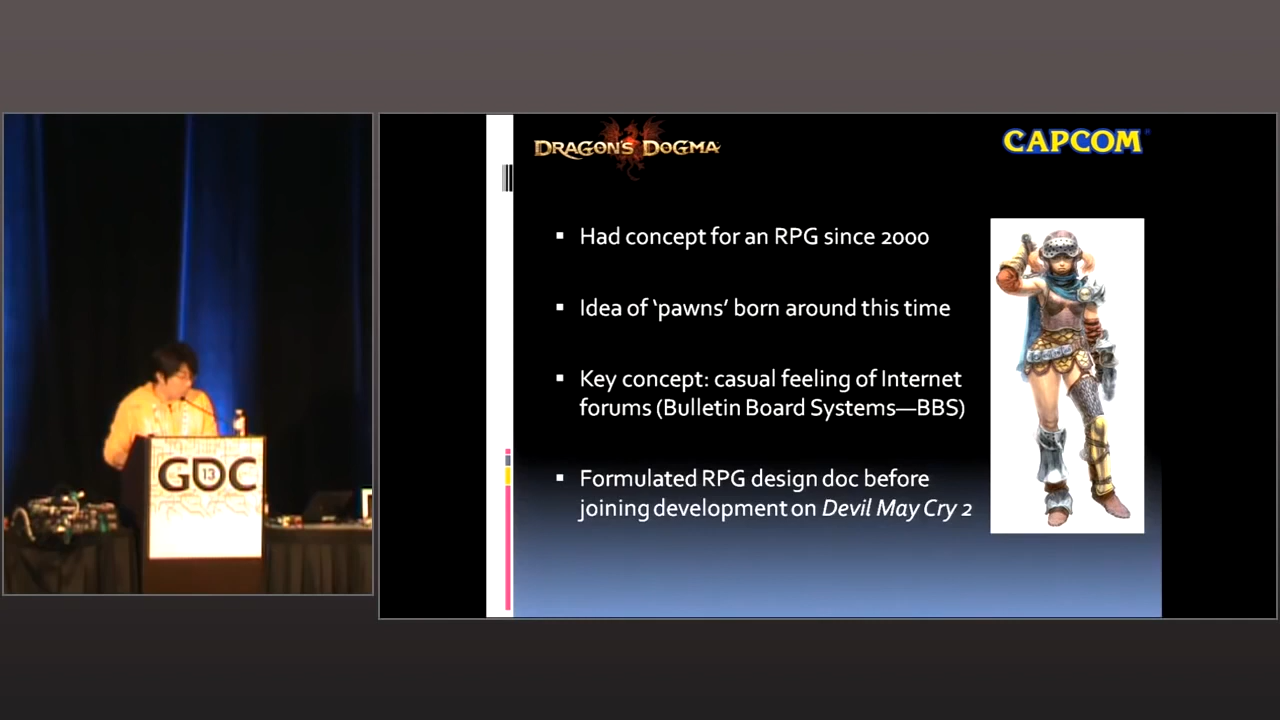 DRAGON'S DOGMA
CAPCOM
▪ Had concept for an RPG since 2000
▪ Idea of ‘pawns’ born around this time
▪ Key concept: casual feeling of Internet
forums (Bulletin Board Systems—BBS)
▪ Formulated RPG design doc before
joining development on Devil May Cry 2
GDC
13